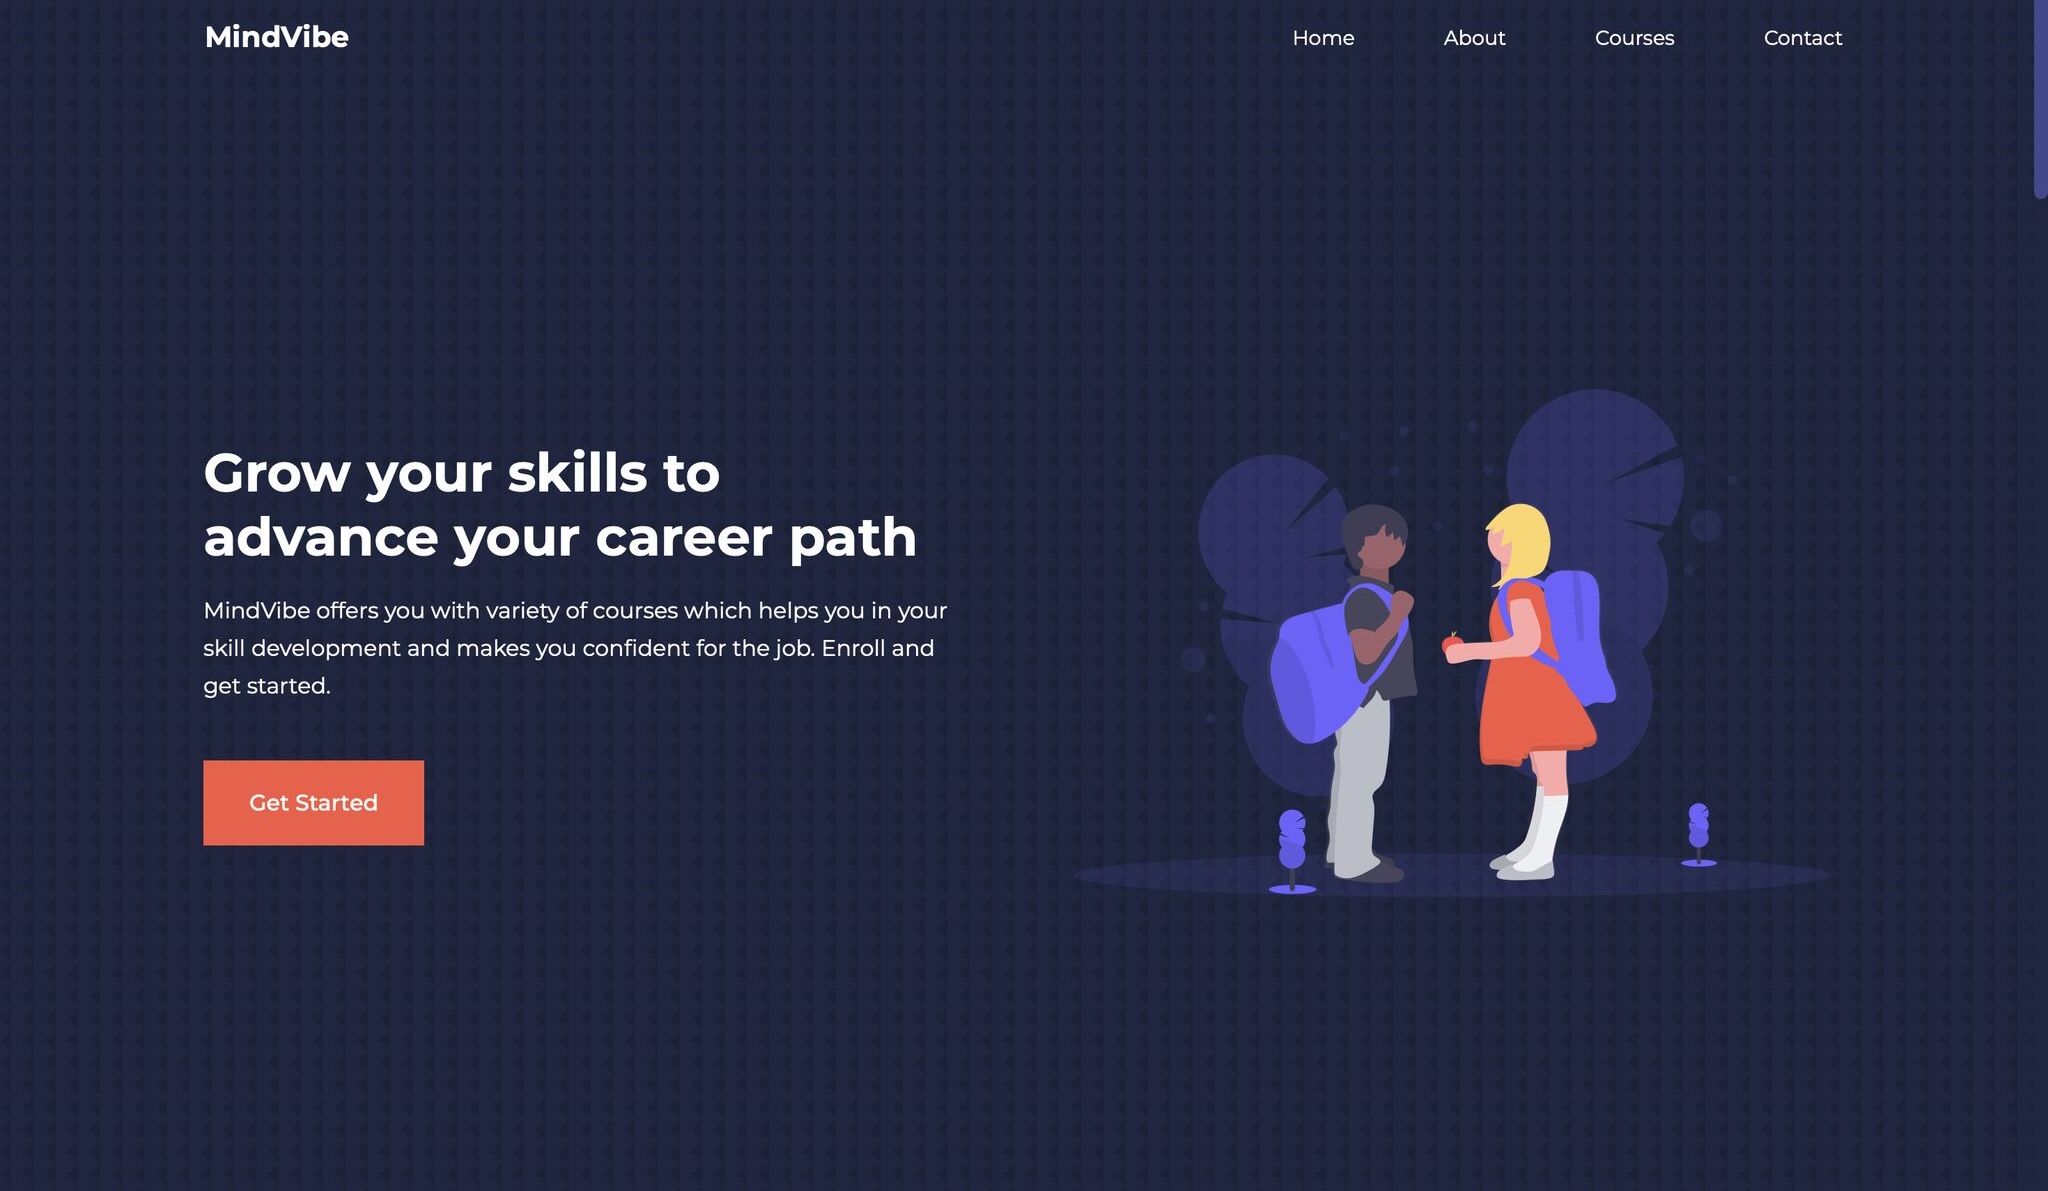 MindVibe
Home About Courses Contact
Grow your skills to
advance your career path
MindVibe offers you with variety of courses which helps you in your
skill development and makes you confident for the job. Enroll and
get started.
Get Started